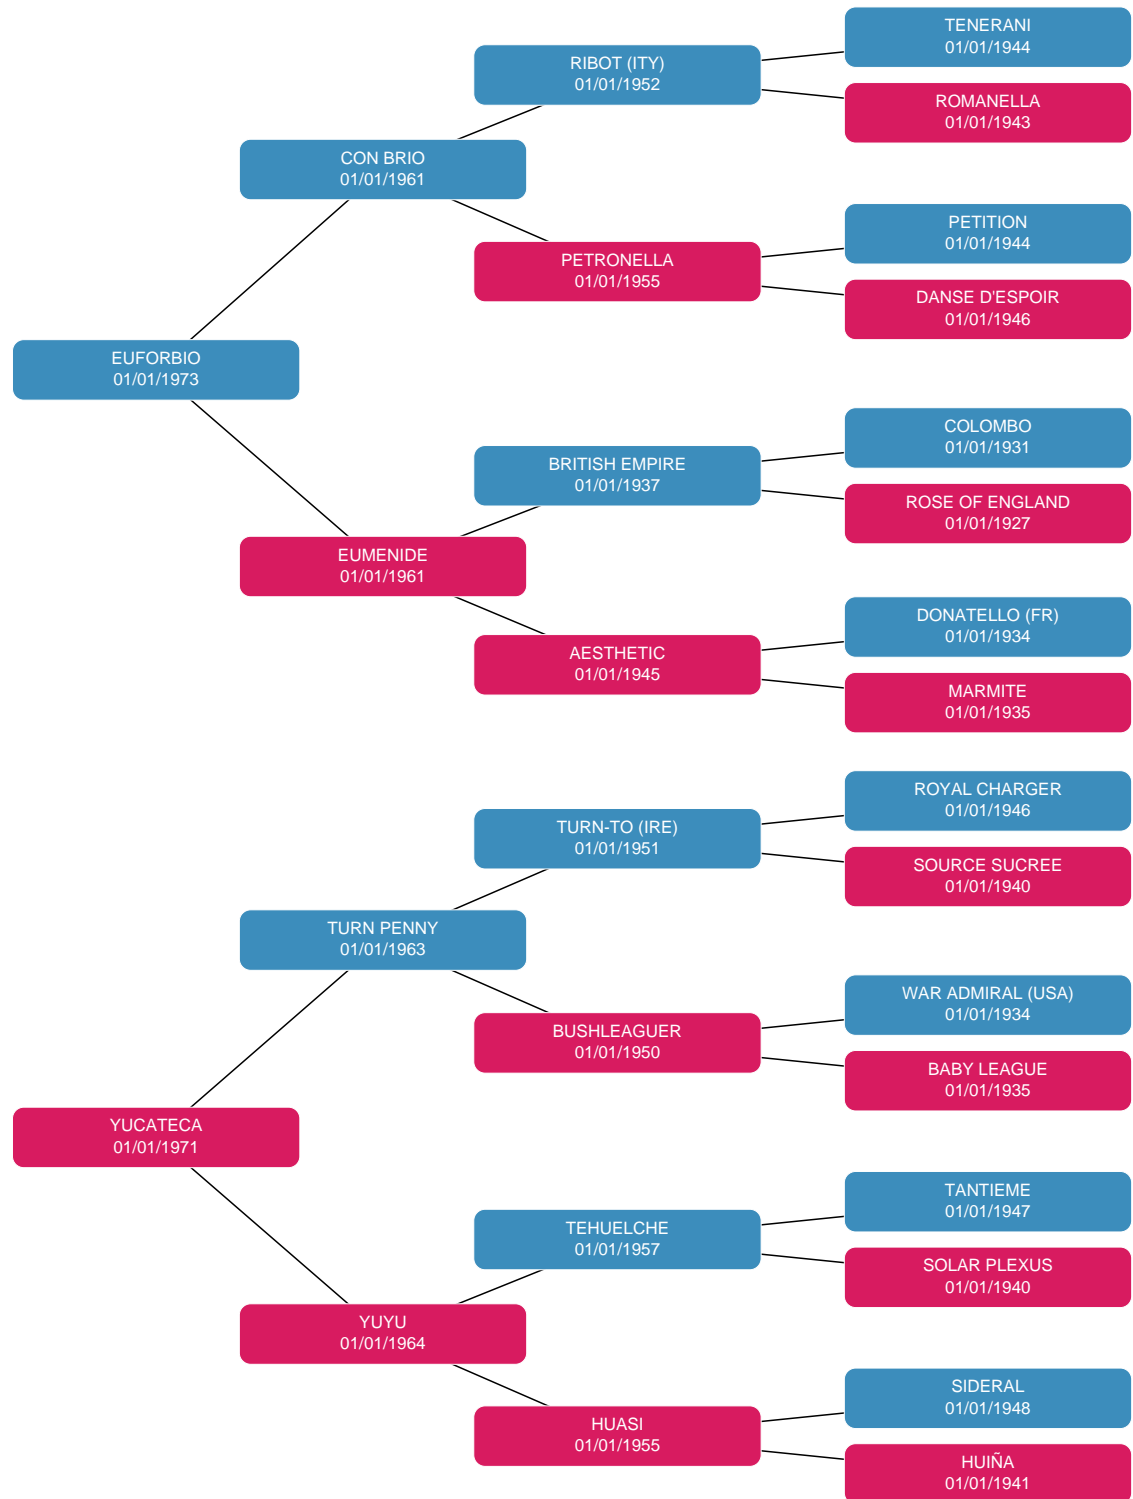 TENERANI
01/01/1944
RIBOT (ITY)
01/01/1952
ROMANELLA
01/01/1943
CON BRIO
01/01/1961
PETITION
01/01/1944
PETRONELLA
01/01/1955
DANSE D'ESPOIR
01/01/1946
EUFORBIO
01/01/1973
COLOMBO
01/01/1931
BRITISH EMPIRE
01/01/1937
ROSE OF ENGLAND
01/01/1927
EUMENIDE
01/01/1961
DONATELLO (FR)
01/01/1934
AESTHETIC
01/01/1945
MARMITE
01/01/1935
ROYAL CHARGER
01/01/1946
TURN-TO (IRE)
01/01/1951
SOURCE SUCREE
01/01/1940
TURN PENNY
01/01/1963
WAR ADMIRAL (USA)
01/01/1934
BUSHLEAGUER
01/01/1950
BABY LEAGUE
01/01/1935
YUCATECA
01/01/1971
TANTIEME
01/01/1947
TEHUELCHE
01/01/1957
SOLAR PLEXUS
01/01/1940
YUYU
01/01/1964
SIDERAL
01/01/1948
HUASI
01/01/1955
HUIÑA
01/01/1941